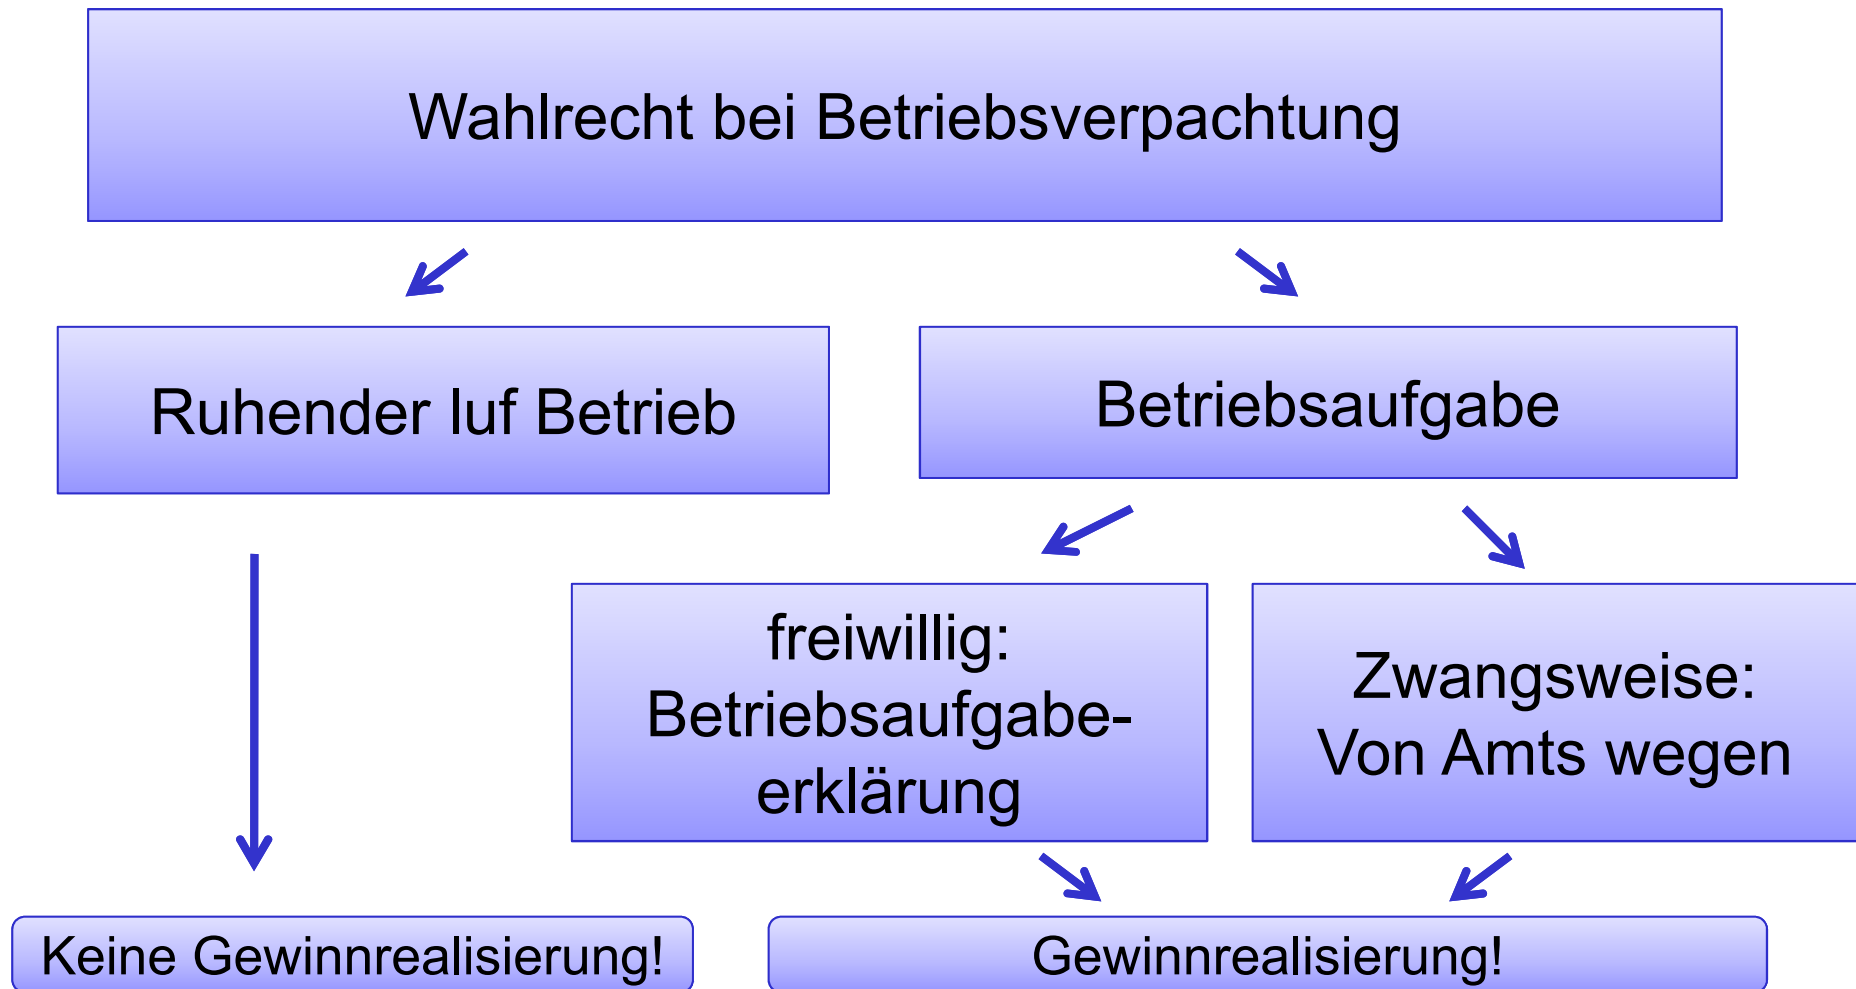 Wahlrecht bei Betriebsverpachtung
Ruhender luf Betrieb
Betriebsaufgabe
freiwillig:
Betriebsaufgabe-
erklärung
Zwangsweise:
Von Amts wegen
Keine Gewinnrealisierung!
Gewinnrealisierung!